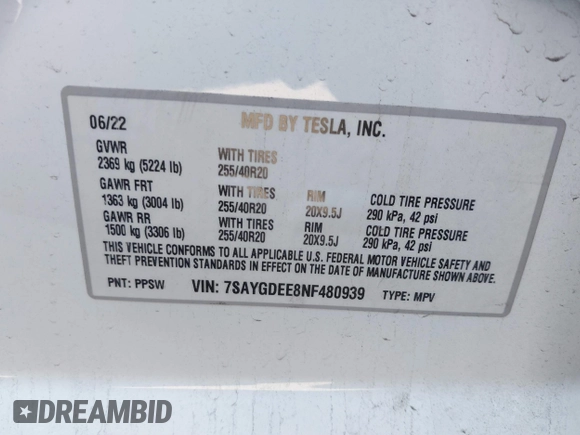 06/22 MFD BY TESLA, INC.
GVWR WITH TIRES
2369 kg (5224 lb) 255/40R20
GAWR FRT WITH TIRES RIM COLD TIRE PRESSURE
1363 kg (3004 lb) 255/40R20 20X9.5J 290 kPa, 42 psi
GAWR RR WITH TIRES RIM COLD TIRE PRESSURE
1500 kg (3306 lb) 255/40R20 20X9.5J 290 kPa, 42 psi
THIS VEHICLE CONFORMS TO ALL APPLICABLE U.S. FEDERAL MOTOR VEHICLE SAFETY AND
THEFT PREVENTION STANDARDS IN EFFECT ON THE DATE OF MANUFACTURE SHOWN ABOVE.
PNT: PPSW VIN: 7SAYGDEE8NF480939 TYPE: MPV
DREAMBID